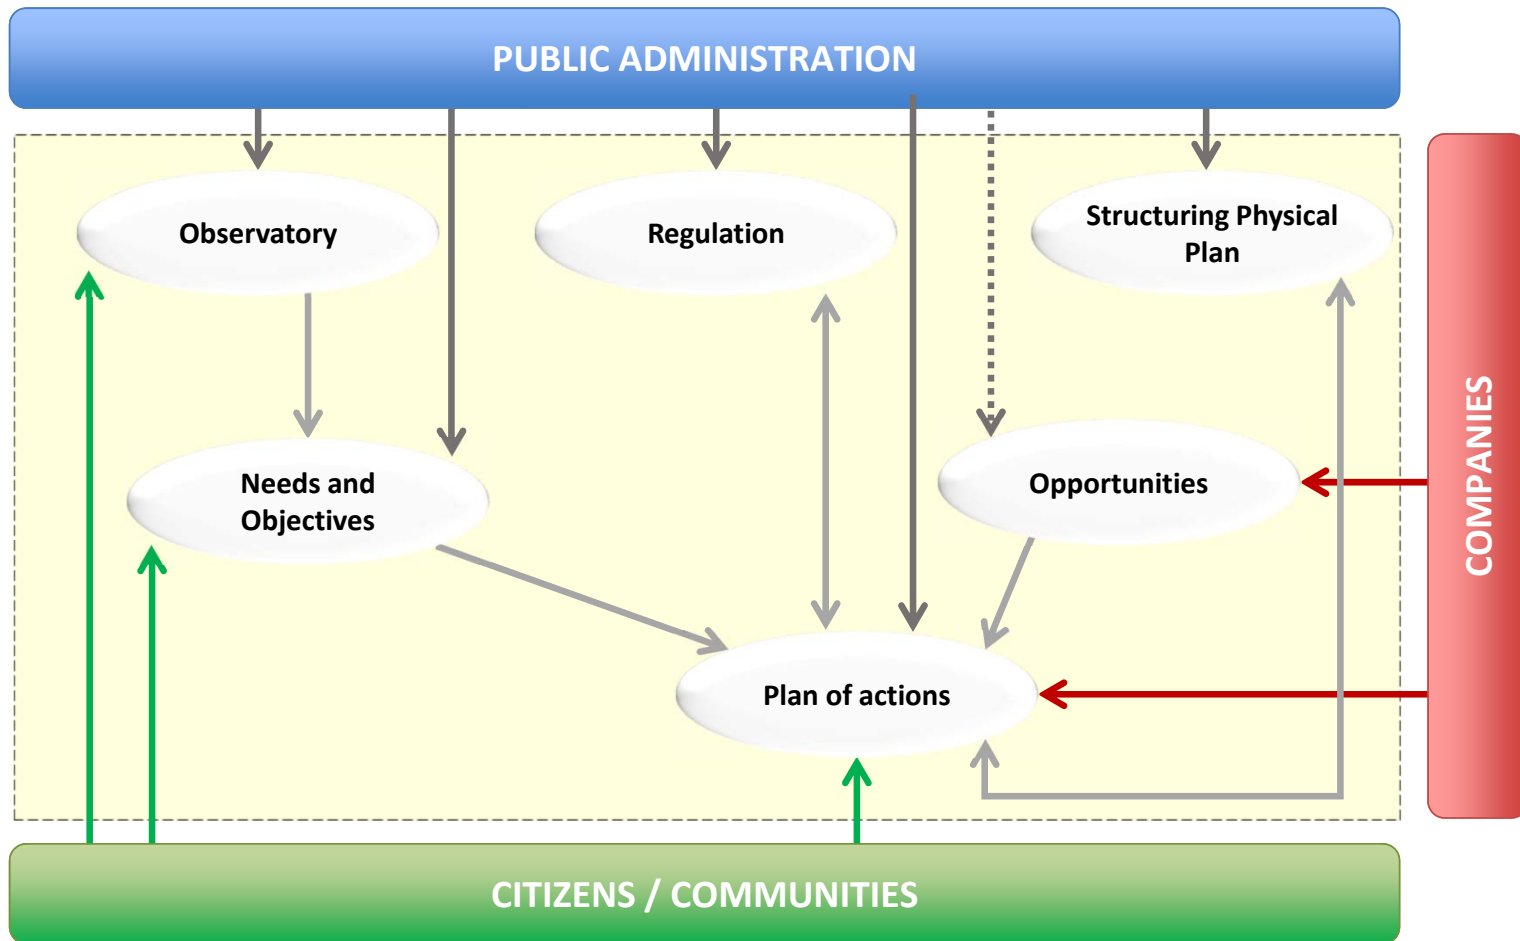 PUBLIC ADMINISTRATION
Observatory
Regulation
Structuring Physical
Plan
Needs and
Objectives
Opportunities
COMPANIES
Plan of actions
CITIZENS / COMMUNITIES